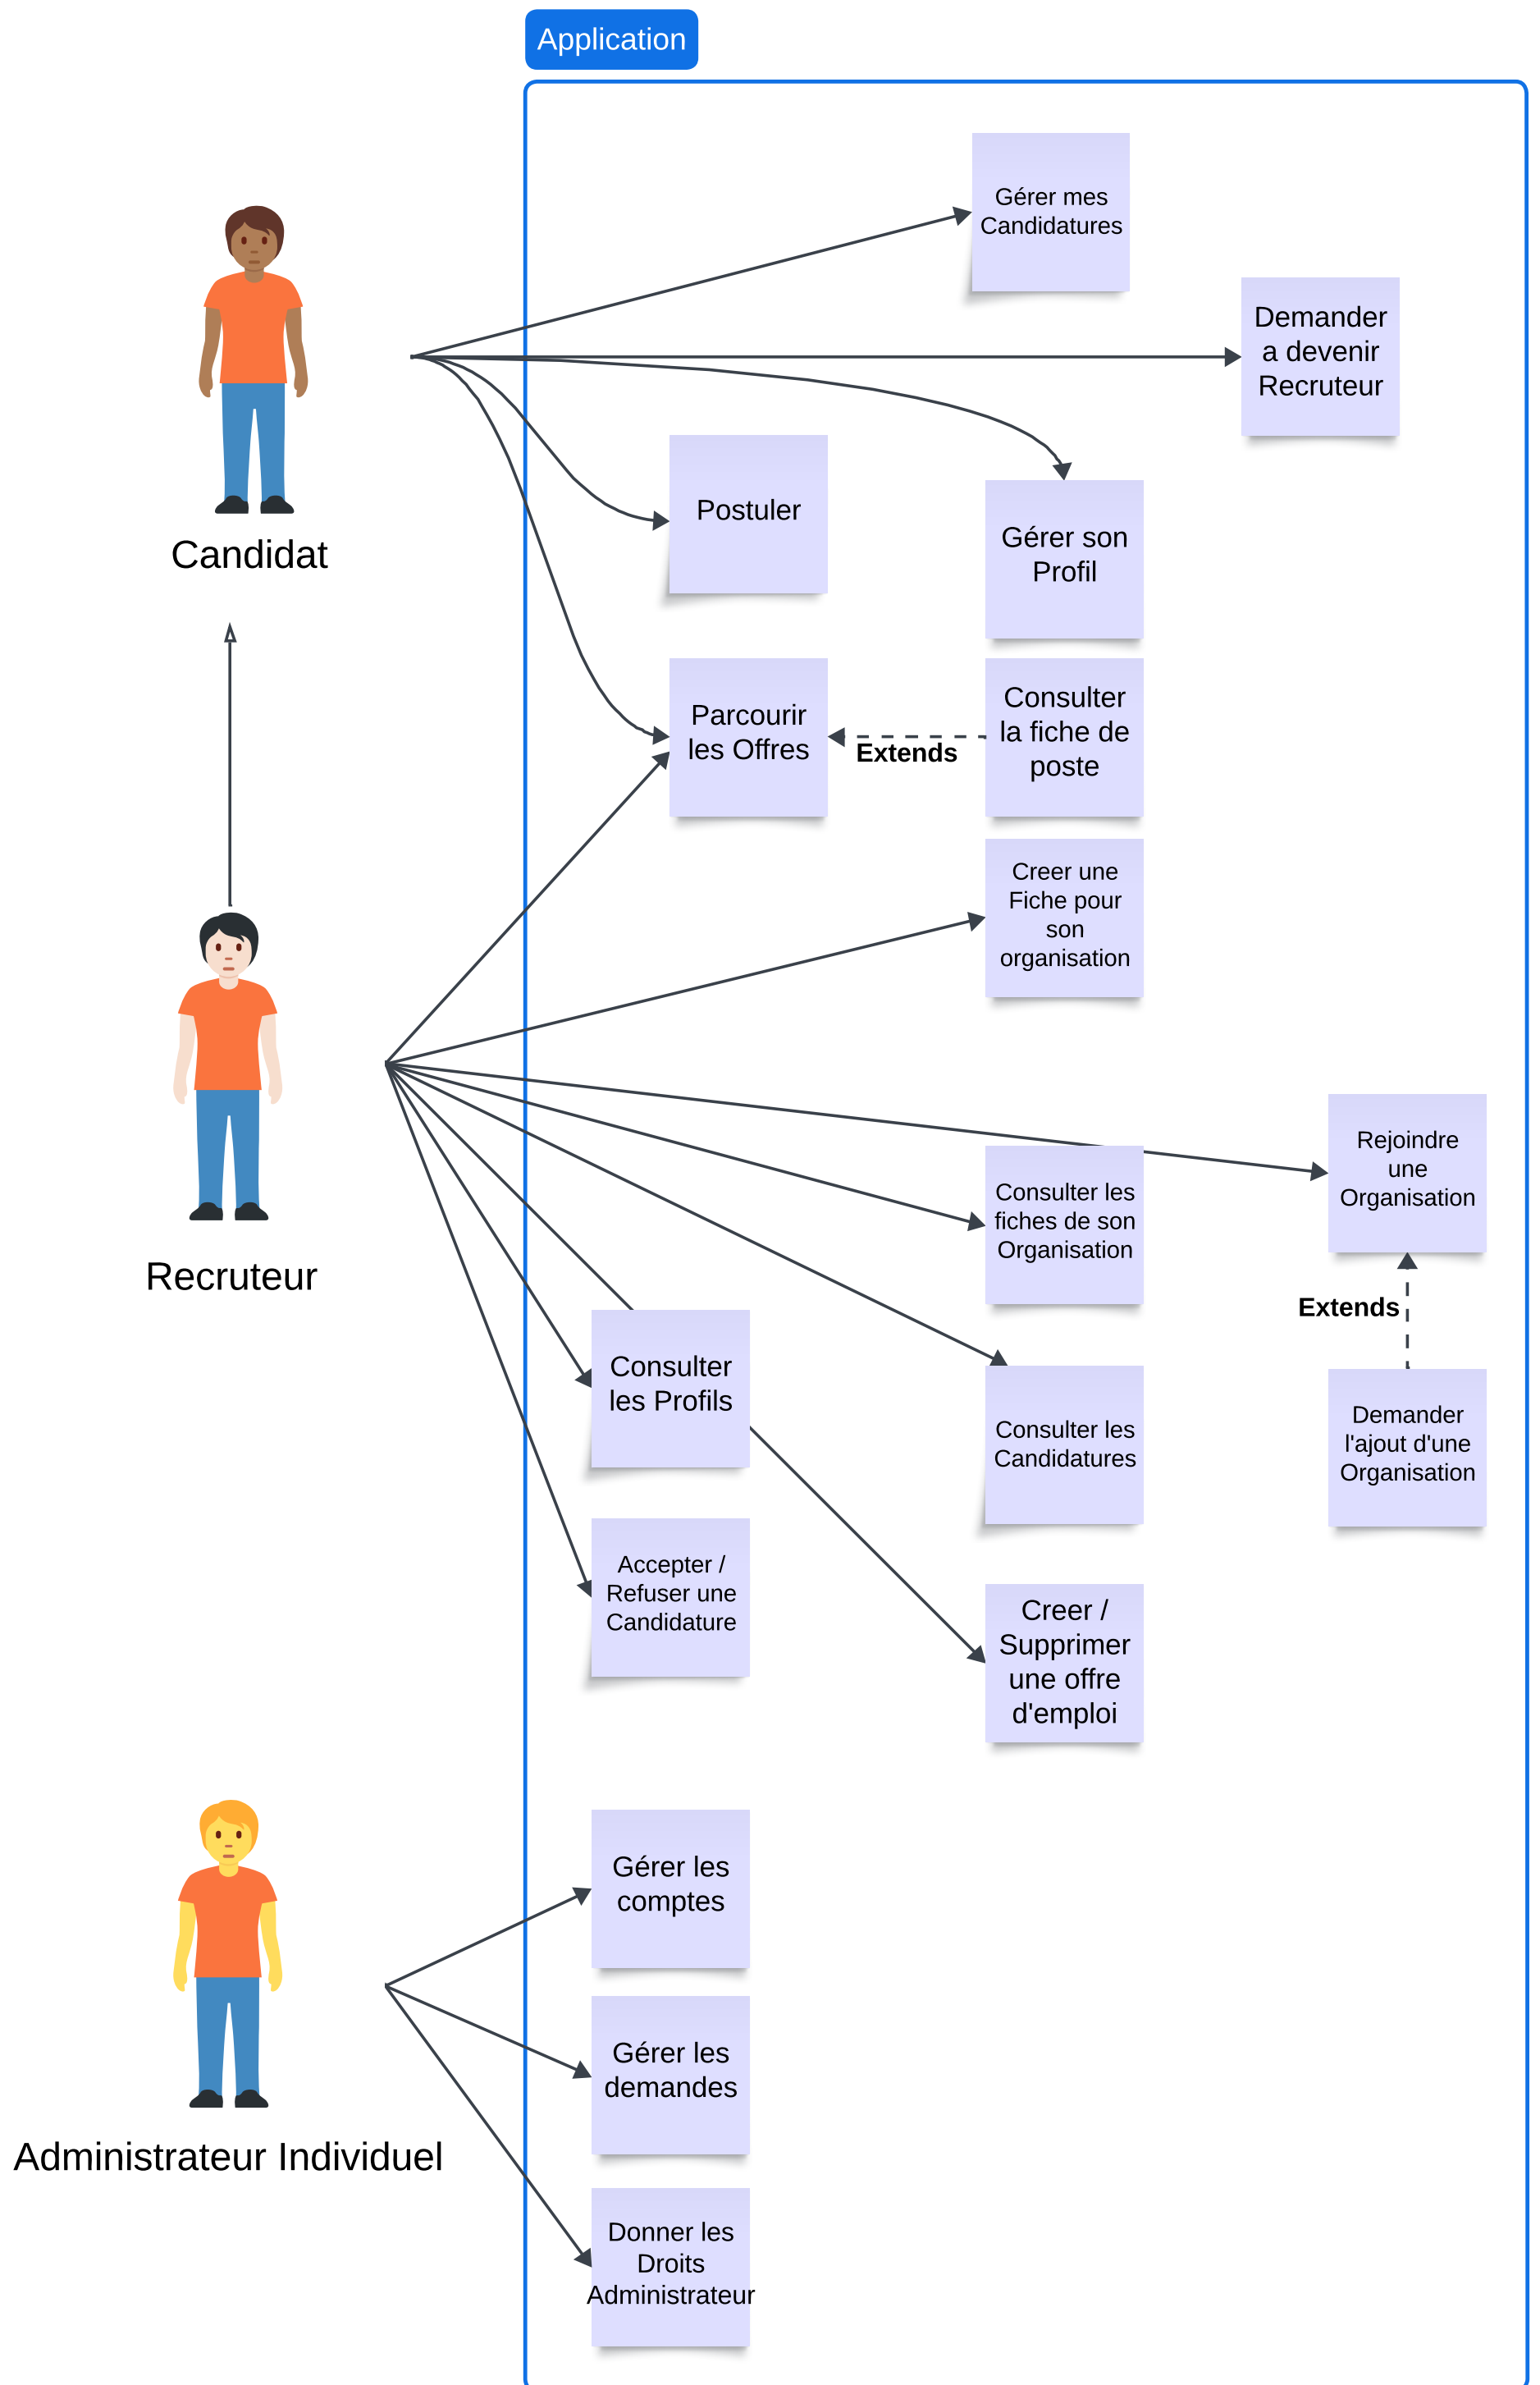 Application
Gérer mes
Candidatures
Demander
a devenir
Recruteur
Postuler
Gérer son
Profil
Candidat
Parcourir
les Offres
Extends
Consulter
la fiche de
poste
Creer une
Fiche pour
son
organisation
Rejoindre
une
Organisation
Consulter les
fiches de son
Organisation
Recruteur
Extends
Consulter
les Profils
Consulter les
Candidatures
Demander
l'ajout d'une
Organisation
Accepter /
Refuser une
Candidature
Creer /
Supprimer
une offre
d'emploi
Gérer les
comptes
Gérer les
demandes
Administrateur Individuel
Donner les
Droits
Administrateur